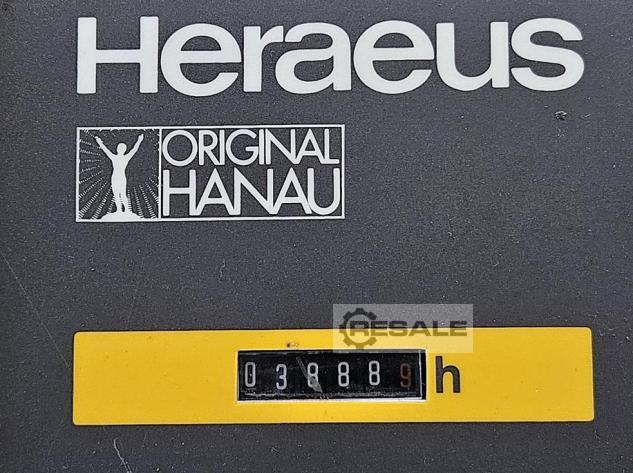 Heraeus
ORIGINAL
HANAU
RESALE
038889 h